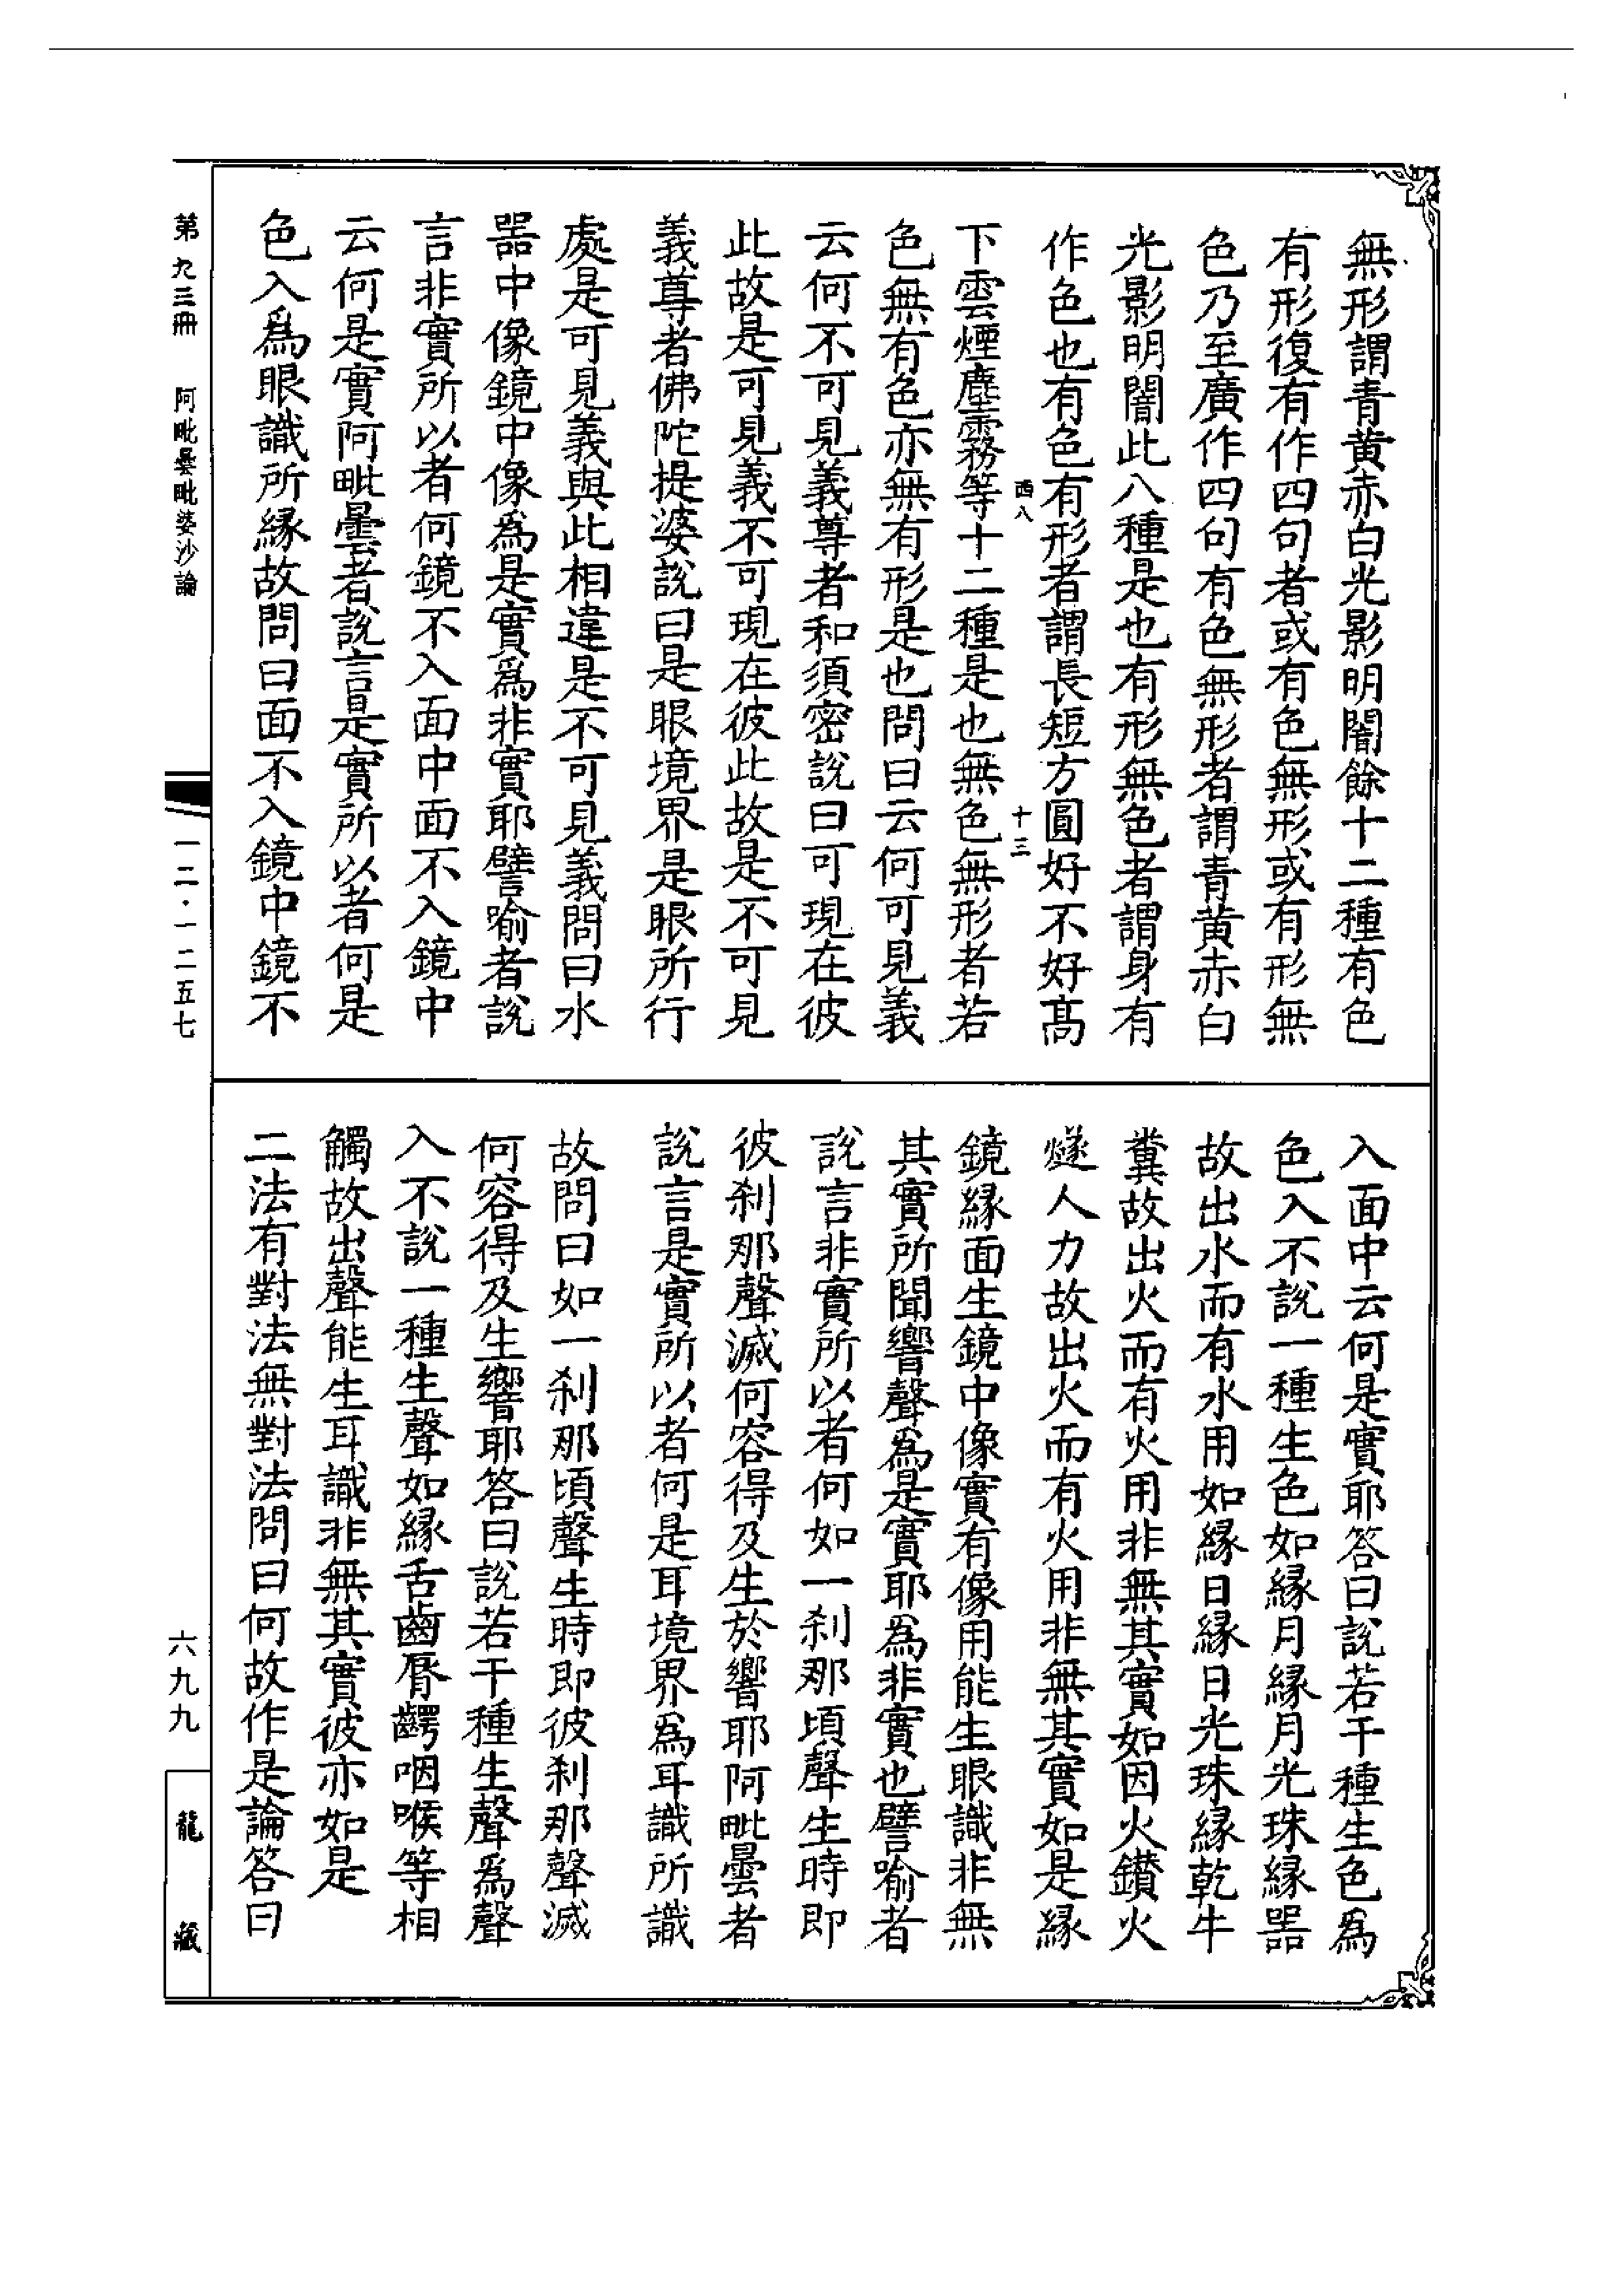 無形謂青黃赤白光影明闇餘十二種有色
有形復有作四句者或有色無形或有形無
色乃至廣作四句有色無形者謂青黃赤白
光影明闇此八種是也有形無色者謂身有
作色也有色有形者謂長短方圓好不好髙
西八
十三
下雲煙塵霧等十二種是也無色無形者若
色無有色亦無有形是也問曰云何可見義
云何不可見義尊者和須密說曰可現在彼
此故是可見義不可現在彼此故是不可見
義尊者佛陀提婆說曰是眼境界是眼所行
處是可見義與此相違是不可見義問曰水
噐中像鏡中像爲是實爲非實耶譬喻者說
言非實所以者何鏡不入面中面不入鏡中
云何是實阿毗曇者說言是實所以者何是
色入爲眼識所緣故問曰面不入鏡中鏡不
入面中云何是實耶答曰說若干種生色爲
色入不說一種生色如緣月緣月光珠緣噐
故出水而有水用如緣日緣日光珠緣乾牛
糞故出火而有火用非無其實如因火鑚火
燧人力故出火而有火用非無其實如是緣
鏡緣面生鏡中像實有像用能生眼識非無
其實所聞響聲爲是實耶爲非實也譬喻者
說言非實所以者何如一刹那頃聲生時即
彼刹那聲滅何容得及生於響耶阿毗曇者
說言是實所以者何是耳境界爲耳識所識
故問曰如一刹那頃聲生時即彼刹那聲滅
何容得及生響耶答曰說若干種生聲爲聲
入不說一種生聲如緣舌齒脣齶咽喉等相
觸故出聲能生耳識非無其實彼亦如是
二法有對法無對法問曰何故作是論答曰
第九三冊 阿毗曇毗婆沙論
一二·一二五七
六九九
龍藏